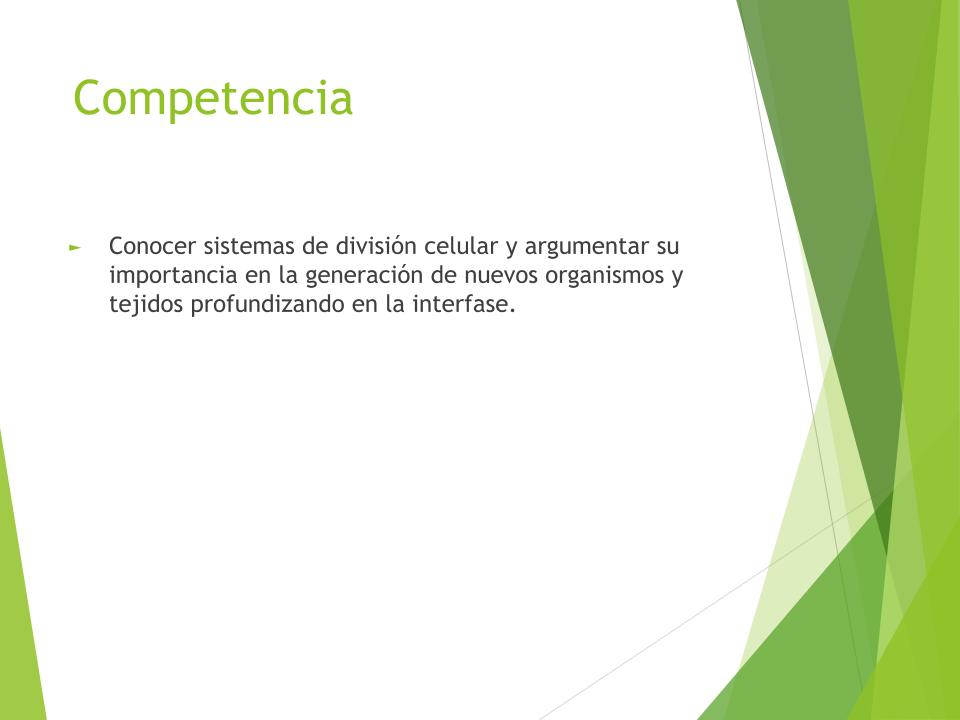 Competencia
► Conocer sistemas de división celular y argumentar su
importancia en la generación de nuevos organismos y
tejidos profundizando en la interfase.